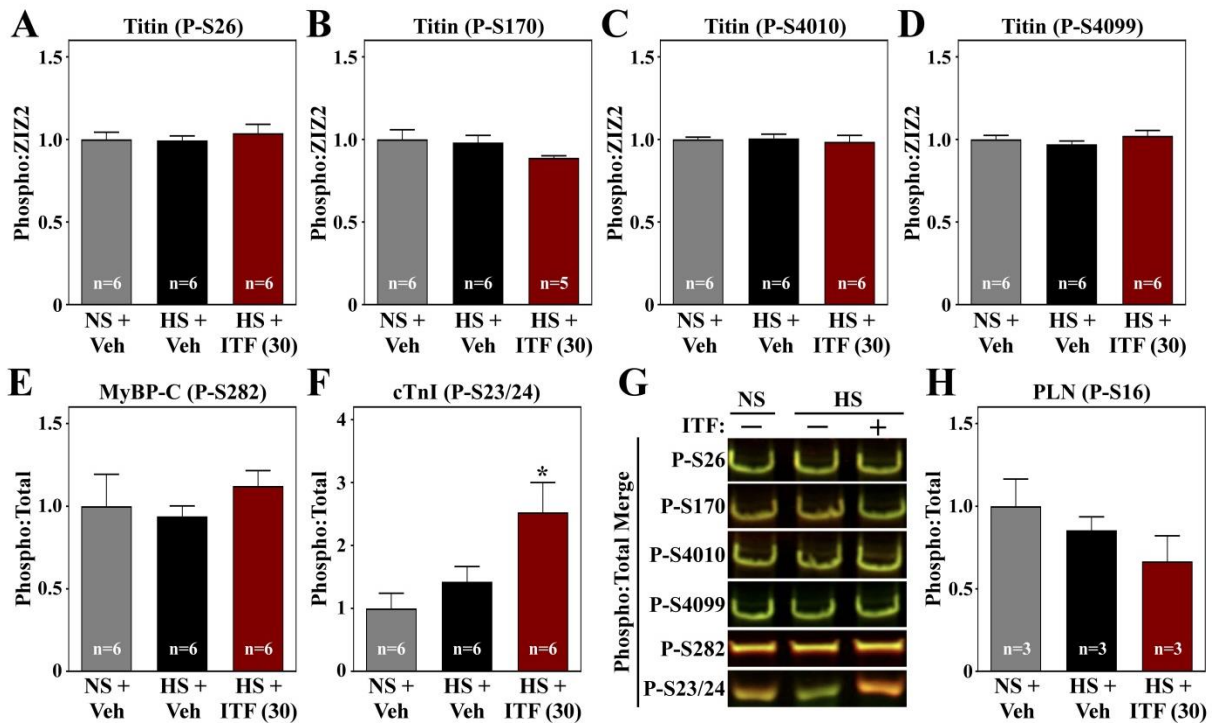 A
Titin (P-S26)
Phospho:ZIZ2
1.5
1.0
0.5
0
n=6
n=6
n=6
NS +
Veh
HS +
Veh
HS +
ITF (30)
B
Titin (P-S170)
Phospho:ZIZ2
1.5
1.0
0.5
0
n=6
n=6
n=5
NS +
Veh
HS +
Veh
HS +
ITF (30)
C
Titin (P-S4010)
Phospho:ZIZ2
1.5
1.0
0.5
0
n=6
n=6
n=6
NS +
Veh
HS +
Veh
HS +
ITF (30)
D
Titin (P-S4099)
Phospho:ZIZ2
1.5
1.0
0.5
0
n=6
n=6
n=6
NS +
Veh
HS +
Veh
HS +
ITF (30)
E
MyBP-C (P-S282)
Phospho:Total
1.5
1.0
0.5
0
n=6
n=6
n=6
NS +
Veh
HS +
Veh
HS +
ITF (30)
F
cTnI (P-S23/24)
Phospho:Total
4
3
2
1
0
*
n=6
n=6
n=6
NS +
Veh
HS +
Veh
HS +
ITF (30)
G
NS HS
ITF: − − +
Phospho:Total Merge
P-S26
P-S170
P-S4010
P-S4099
P-S282
P-S23/24
H
PLN (P-S16)
Phospho:Total
1.5
1.0
0.5
0
n=3
n=3
n=3
NS +
Veh
HS +
Veh
HS +
ITF (30)